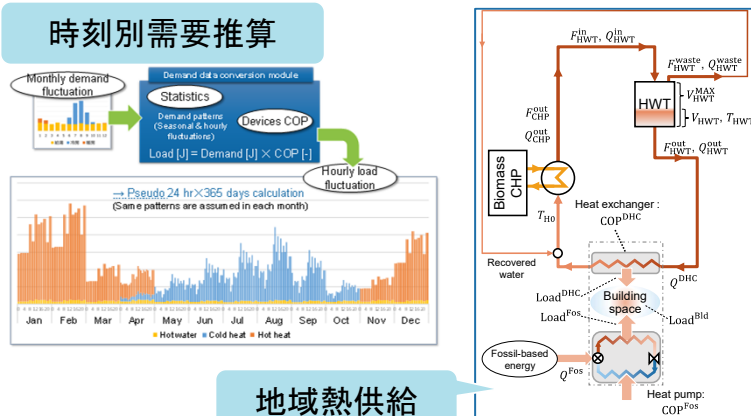 時刻別需要推算
Monthly demand
fluctuation
Demand data conversion module
Statistics
Demand patterns
(Seasonal & hourly
fluctuations)
Devices COP
Load [J] = Demand [J] × COP [-]
Hourly load
fluctuation
→ Pseudo 24 hr×365 days calculation
(Same patterns are assumed in each month)
Jan Feb Mar Apr May Jun Jul Aug Sep Oct Nov Dec
Hotwater Cold heat Hot heat
地域熱供給
F_HWT^in, Q_HWT^in
F_HWT^waste, Q_HWT^waste
HWT
V_HWT^MAX
V_HWT, T_HWT
F_CHP^out
Q_CHP^out
F_HWT^out, Q_HWT^out
Biomass
CHP
T_H0
Heat exchanger :
COP^DHC
Recovered
water
Q^DHC
Load^DHC
Building
space
Load^Fos
Load^Bld
Fossil-based
energy
Q^Fos
Heat pump:
COP^Fos